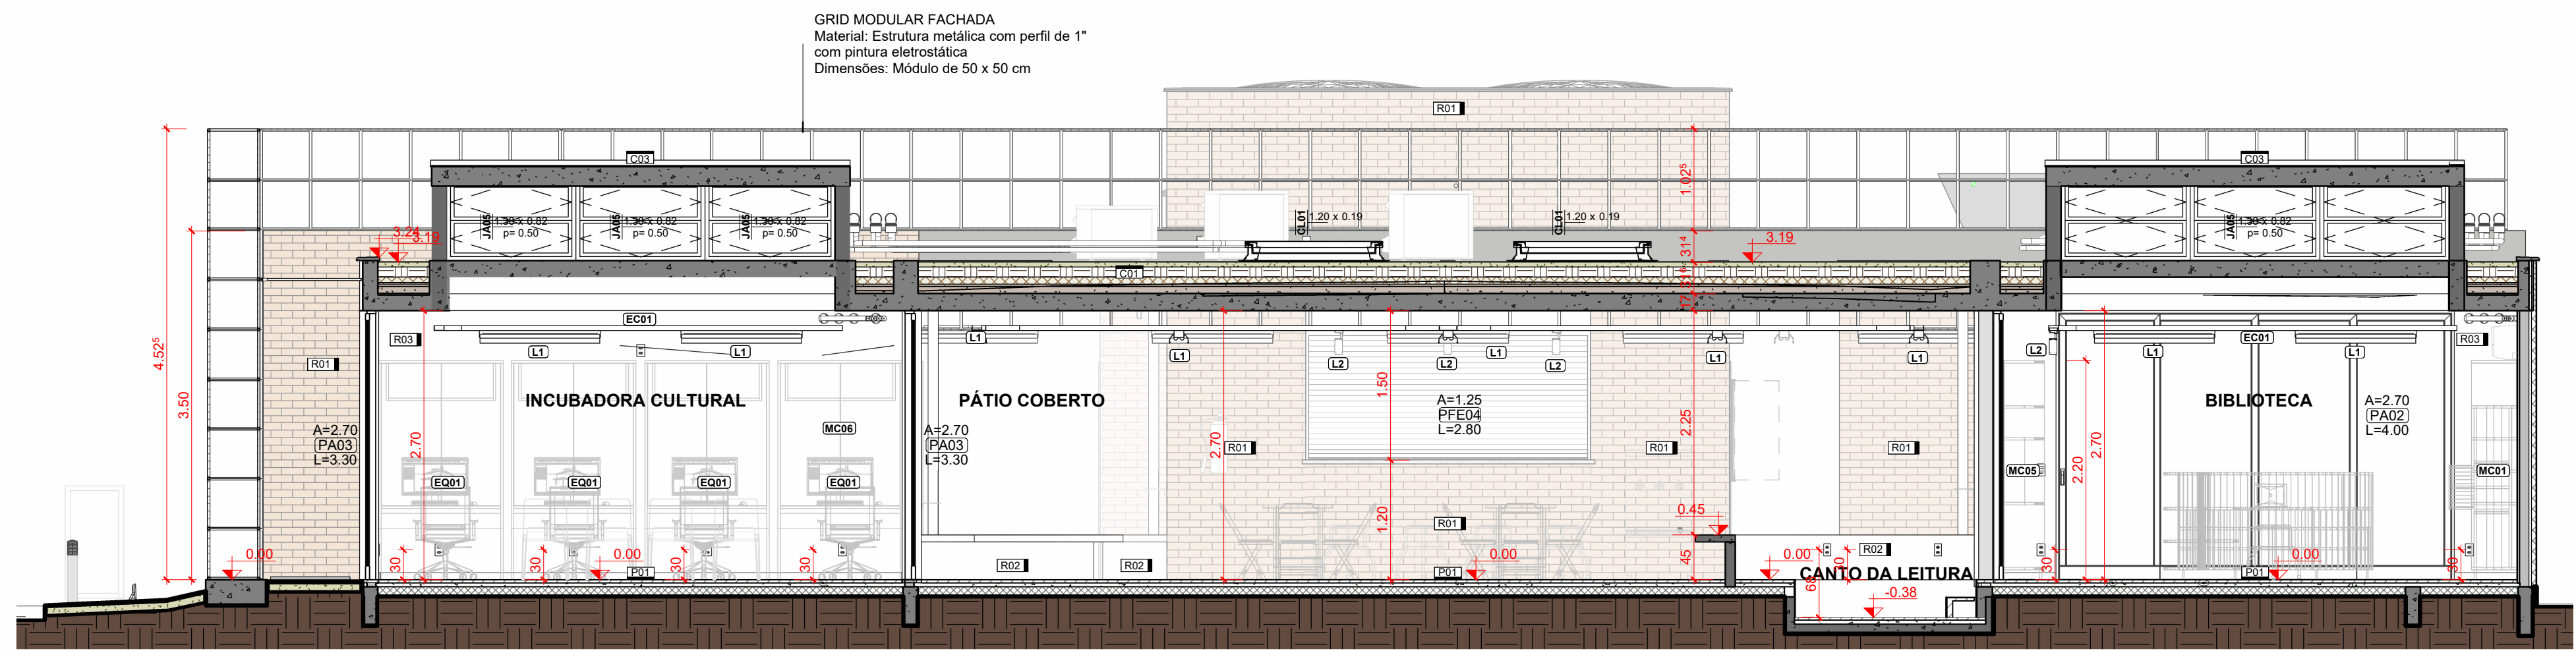 GRID MODULAR FACHADA
Material: Estrutura metálica com perfil de 1"
com pintura eletrostática
Dimensões: Módulo de 50 x 50 cm
R01
C03
C03
4.52⁵
3.50
3.24
3.19
JA05
1.30 x 0.82
p= 0.50
JA05
1.30 x 0.82
p= 0.50
JA05
1.30 x 0.82
p= 0.50
CL01
1.20 x 0.19
CL01
1.20 x 0.19
1.02⁵
31⁴
3.19
JA05
1.30 x 0.82
p= 0.50
C01
17
R01
R03
EC01
L1
L1
INCUBADORA CULTURAL
A=2.70
PA03
L=3.30
2.70
MC06
EQ01
EQ01
EQ01
EQ01
30
30
30
30
0.00
0.00
P01
L1
PÁTIO COBERTO
A=2.70
PA03
L=3.30
R02
R02
L1
2.70
R01
L2
L2
L1
L2
1.50
1.20
A=1.25
PFE04
L=2.80
R01
R01
P01
0.00
L1
2.25
0.45
45
L1
R01
R02
0.00
30
CANTO DA LEITURA
68
-0.38
L2
L1
EC01
L1
R03
BIBLIOTECA
A=2.70
PA02
L=4.00
MC05
2.20
2.70
MC01
30
30
P01
0.00